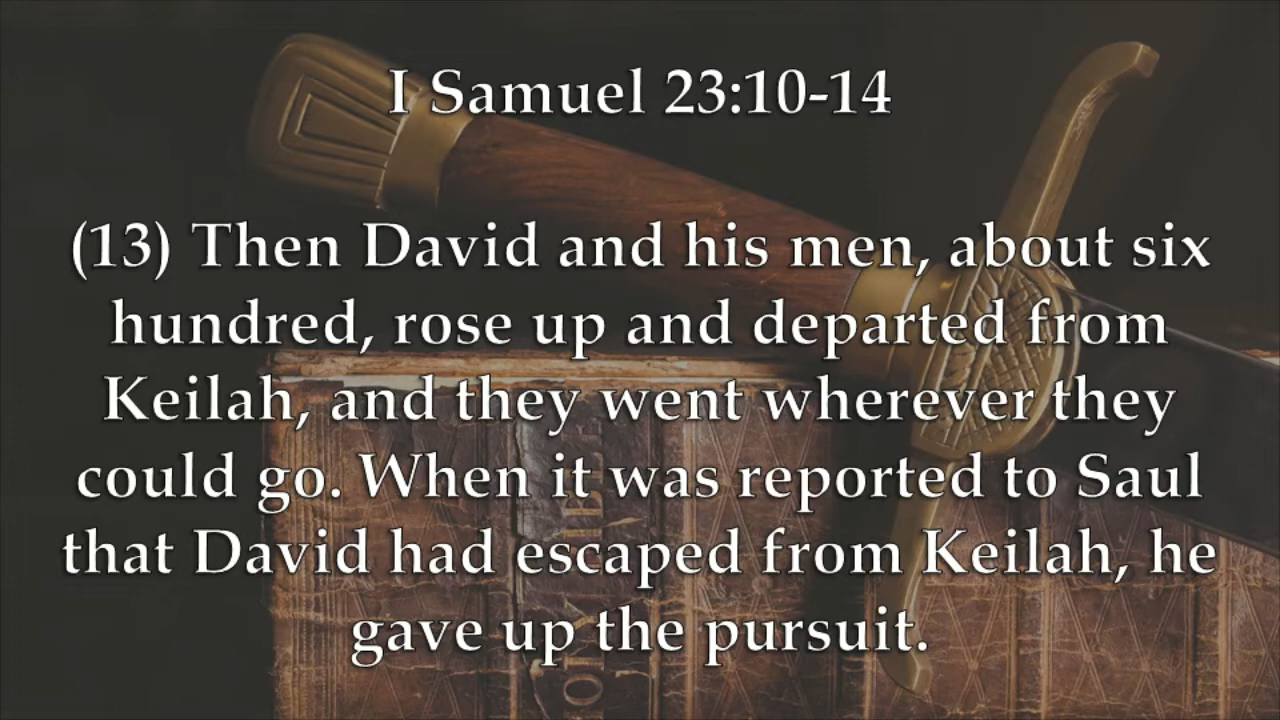 I Samuel 23:10-14
(13) Then David and his men, about six
hundred, rose up and departed from
Keilah, and they went wherever they
could go. When it was reported to Saul
that David had escaped from Keilah, he
gave up the pursuit.